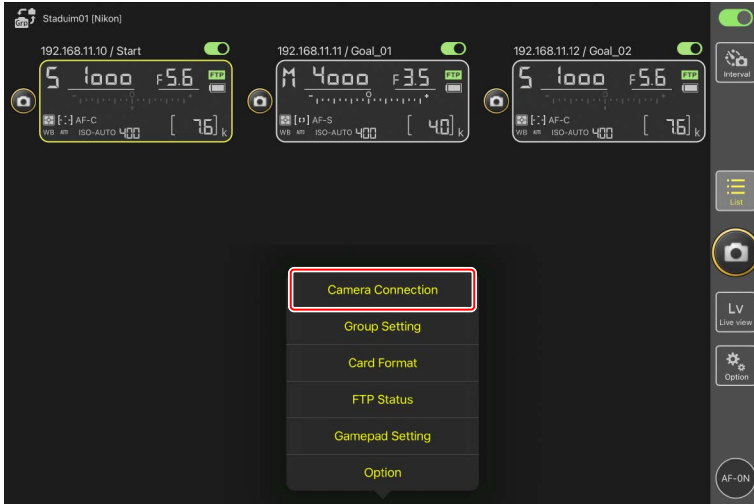 Grp
Staduim01 [Nikon]
192.168.11.10 / Start
192.168.11.11 / Goal_01
192.168.11.12 / Goal_02
S 1000 F5.6 FTP
AF-C
WB ISO-AUTO 400 [ 7.6] k
M 4000 F3.5 FTP
AF-S
WB ISO-AUTO 400 [ 4.0] k
S 1000 F5.6 FTP
AF-C
WB ISO-AUTO 400 [ 7.6] k
Camera Connection
Group Setting
Card Format
FTP Status
Gamepad Setting
Option
Interval
List
Lv
Live view
Option
AF-ON